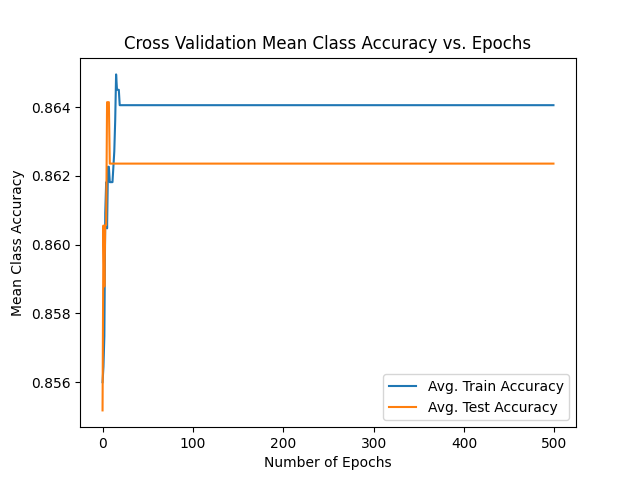 Cross Validation Mean Class Accuracy vs. Epochs
Mean Class Accuracy
0.864
0.862
0.860
0.858
0.856
0
100
200
300
400
500
Number of Epochs
Avg. Train Accuracy
Avg. Test Accuracy